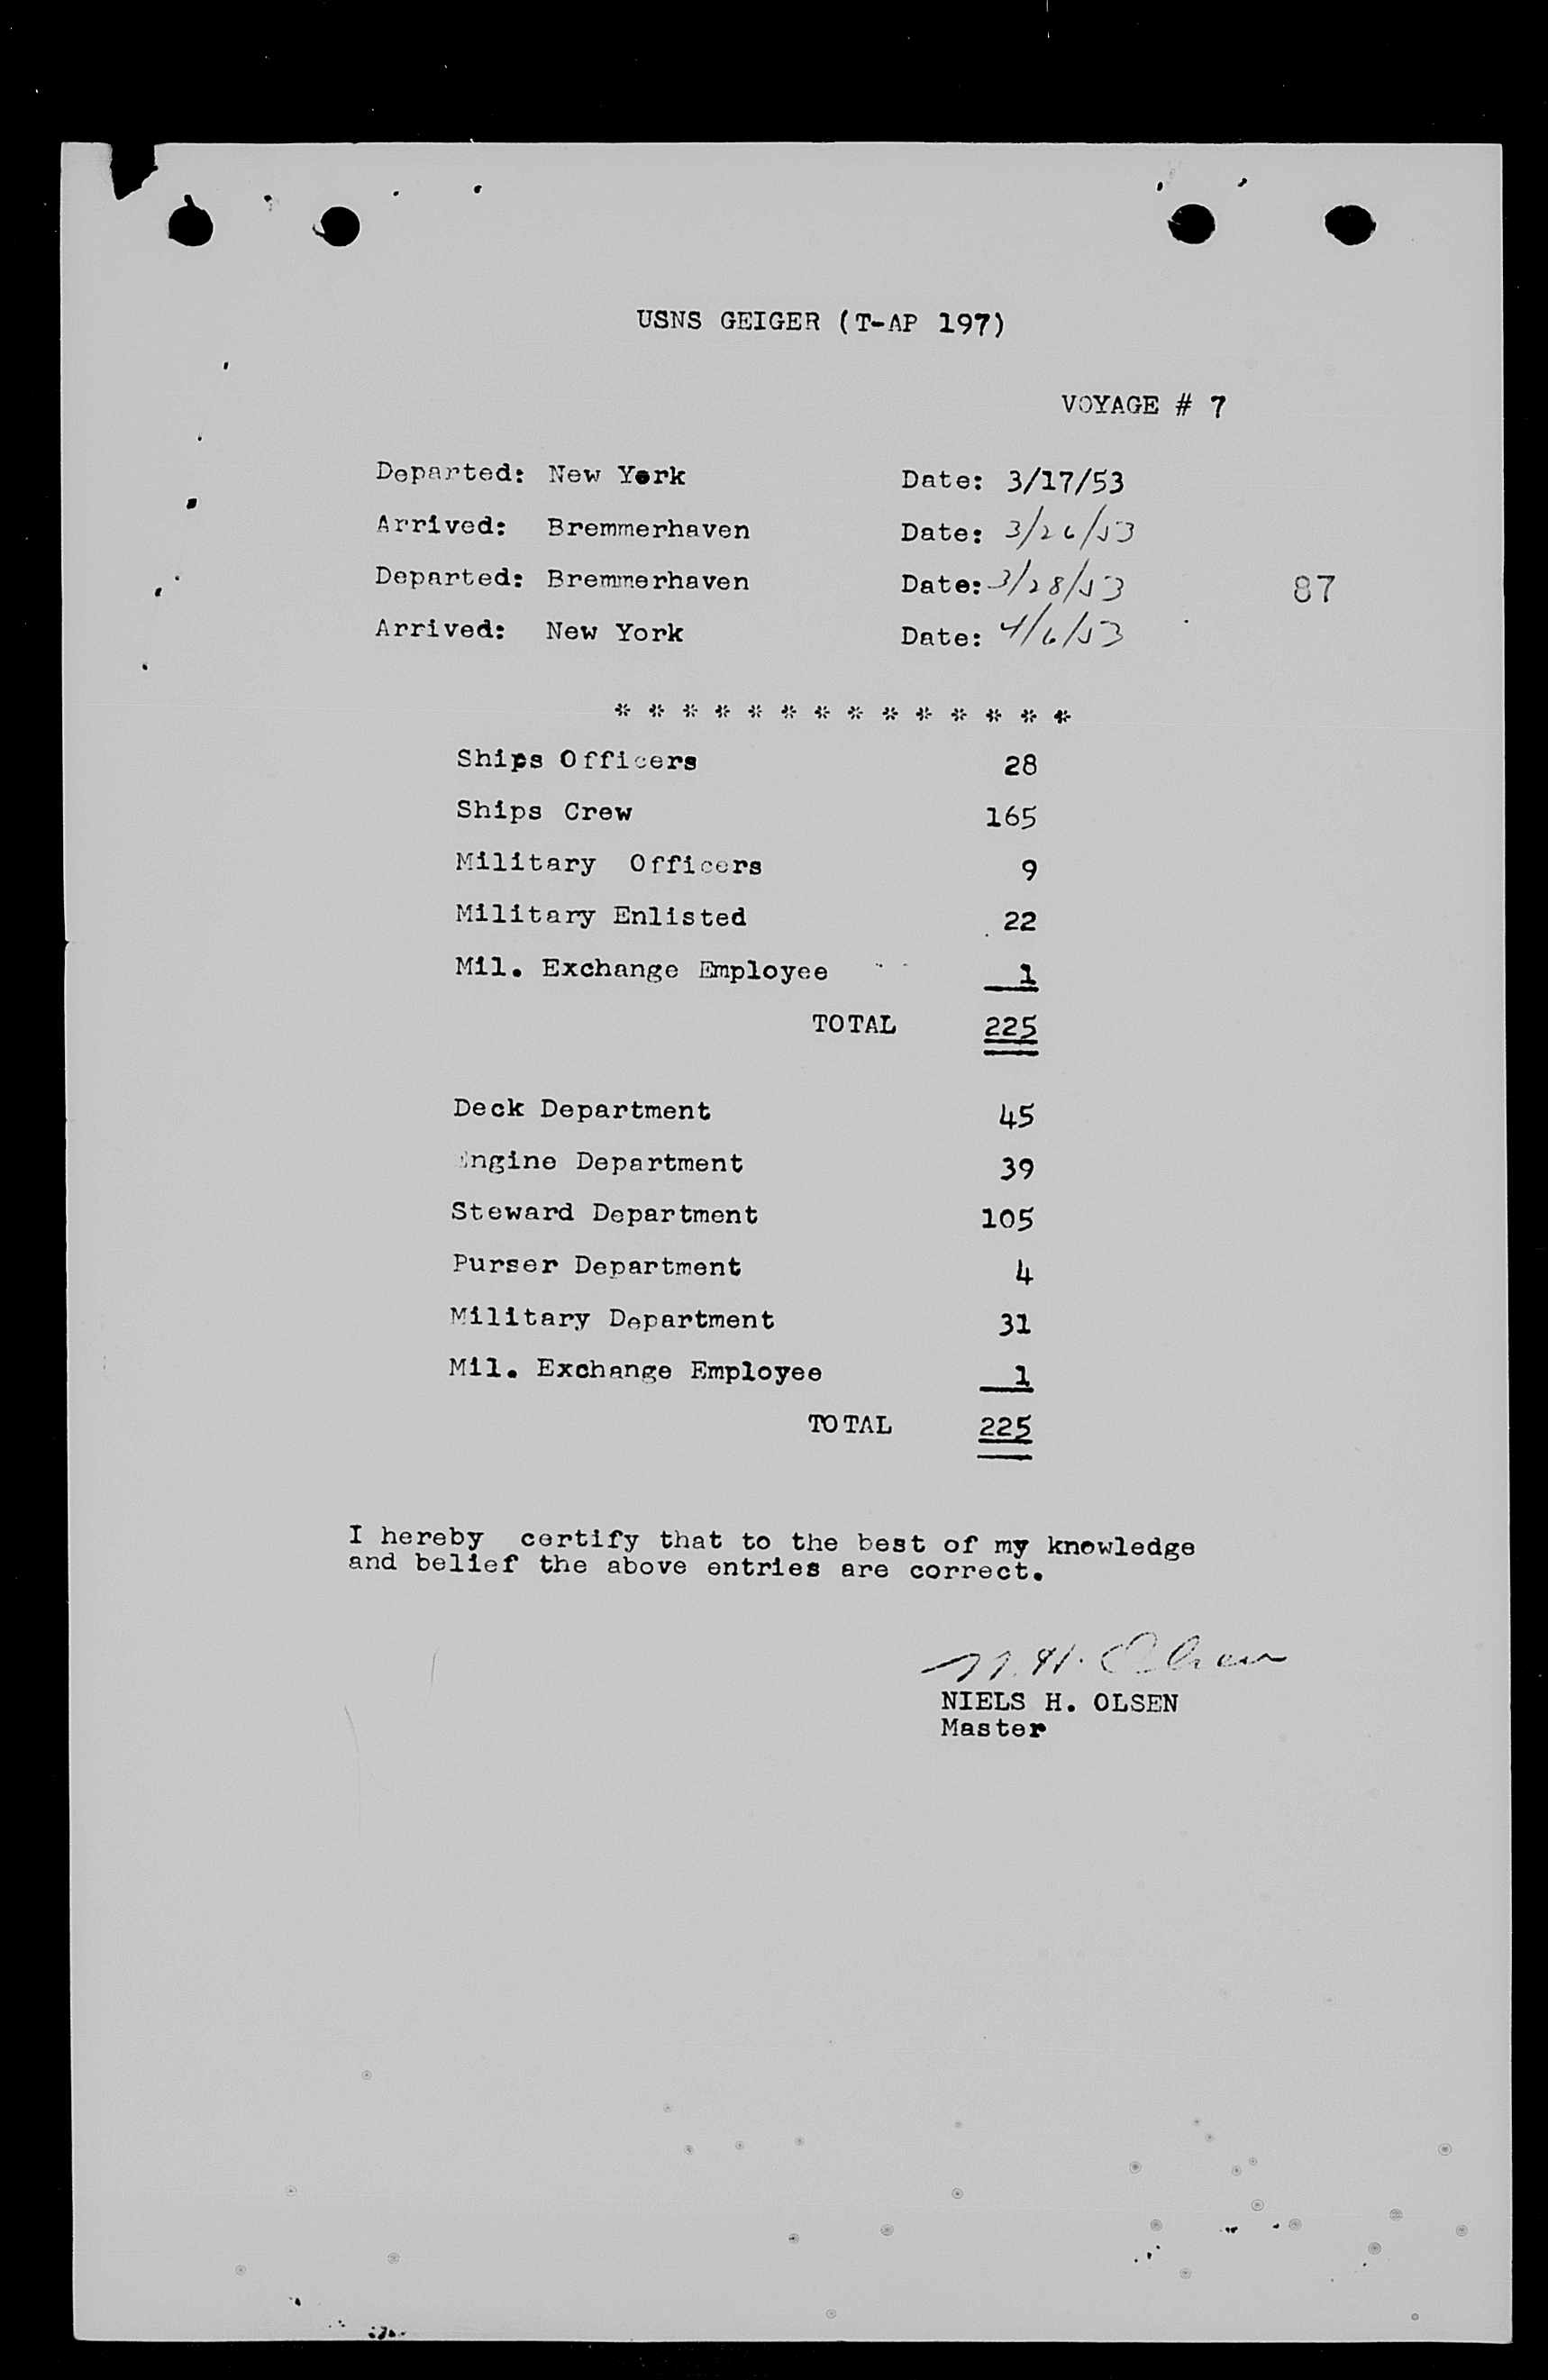 USNS GEIGER (T-AP 197)
VOYAGE # 7
Departed: New York Date: 3/17/53
Arrived: Bremmerhaven Date: 3/26/53
Departed: Bremmerhaven Date: 3/28/53
87
Arrived: New York Date: 4/6/53
* * * * * * * * * * * * * *
Ships Officers 28
Ships Crew 165
Military Officers 9
Military Enlisted 22
Mil. Exchange Employee 1
TOTAL 225
Deck Department 45
Engine Department 39
Steward Department 105
Purser Department 4
Military Department 31
Mil. Exchange Employee 1
TOTAL 225
I hereby certify that to the best of my knowledge
and belief the above entries are correct.
N. H. Olsen
NIELS H. OLSEN
Master